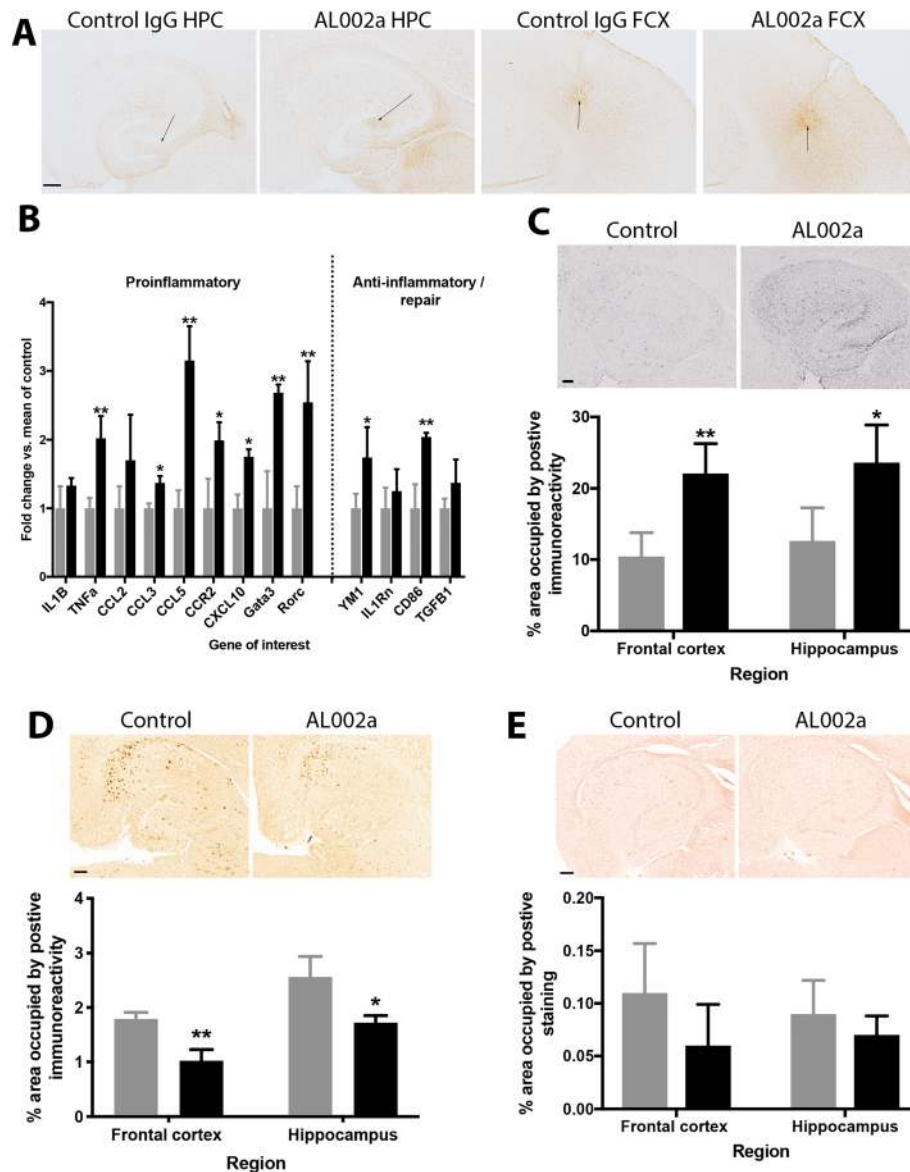 A
Control IgG HPC
AL002a HPC
Control IgG FCX
AL002a FCX
B
Proinflammatory
Anti-inflammatory /
repair
Fold change vs. mean of control
4
3
2
1
0
**
*
**
*
*
**
**
*
**
IL1B
TNFa
CCL2
CCL3
CCL5
CCR2
CXCL10
Gata3
Rorc
YM1
IL1Rn
CD86
TGFB1
Gene of interest
C
Control
AL002a
% area occupied by postive
immunoreactivity
30
20
10
0
**
*
Frontal cortex
Hippocampus
Region
D
Control
AL002a
% area occupied by postive
immunoreactivity
4
3
2
1
0
**
*
Frontal cortex
Hippocampus
Region
E
Control
AL002a
% area occupied by postive
staining
0.20
0.15
0.10
0.05
0.00
Frontal cortex
Hippocampus
Region